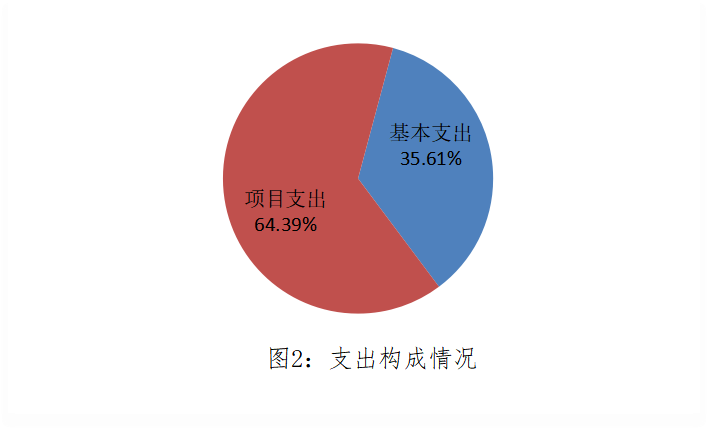 基本支出
35.61%
项目支出
64.39%
图2：支出构成情况